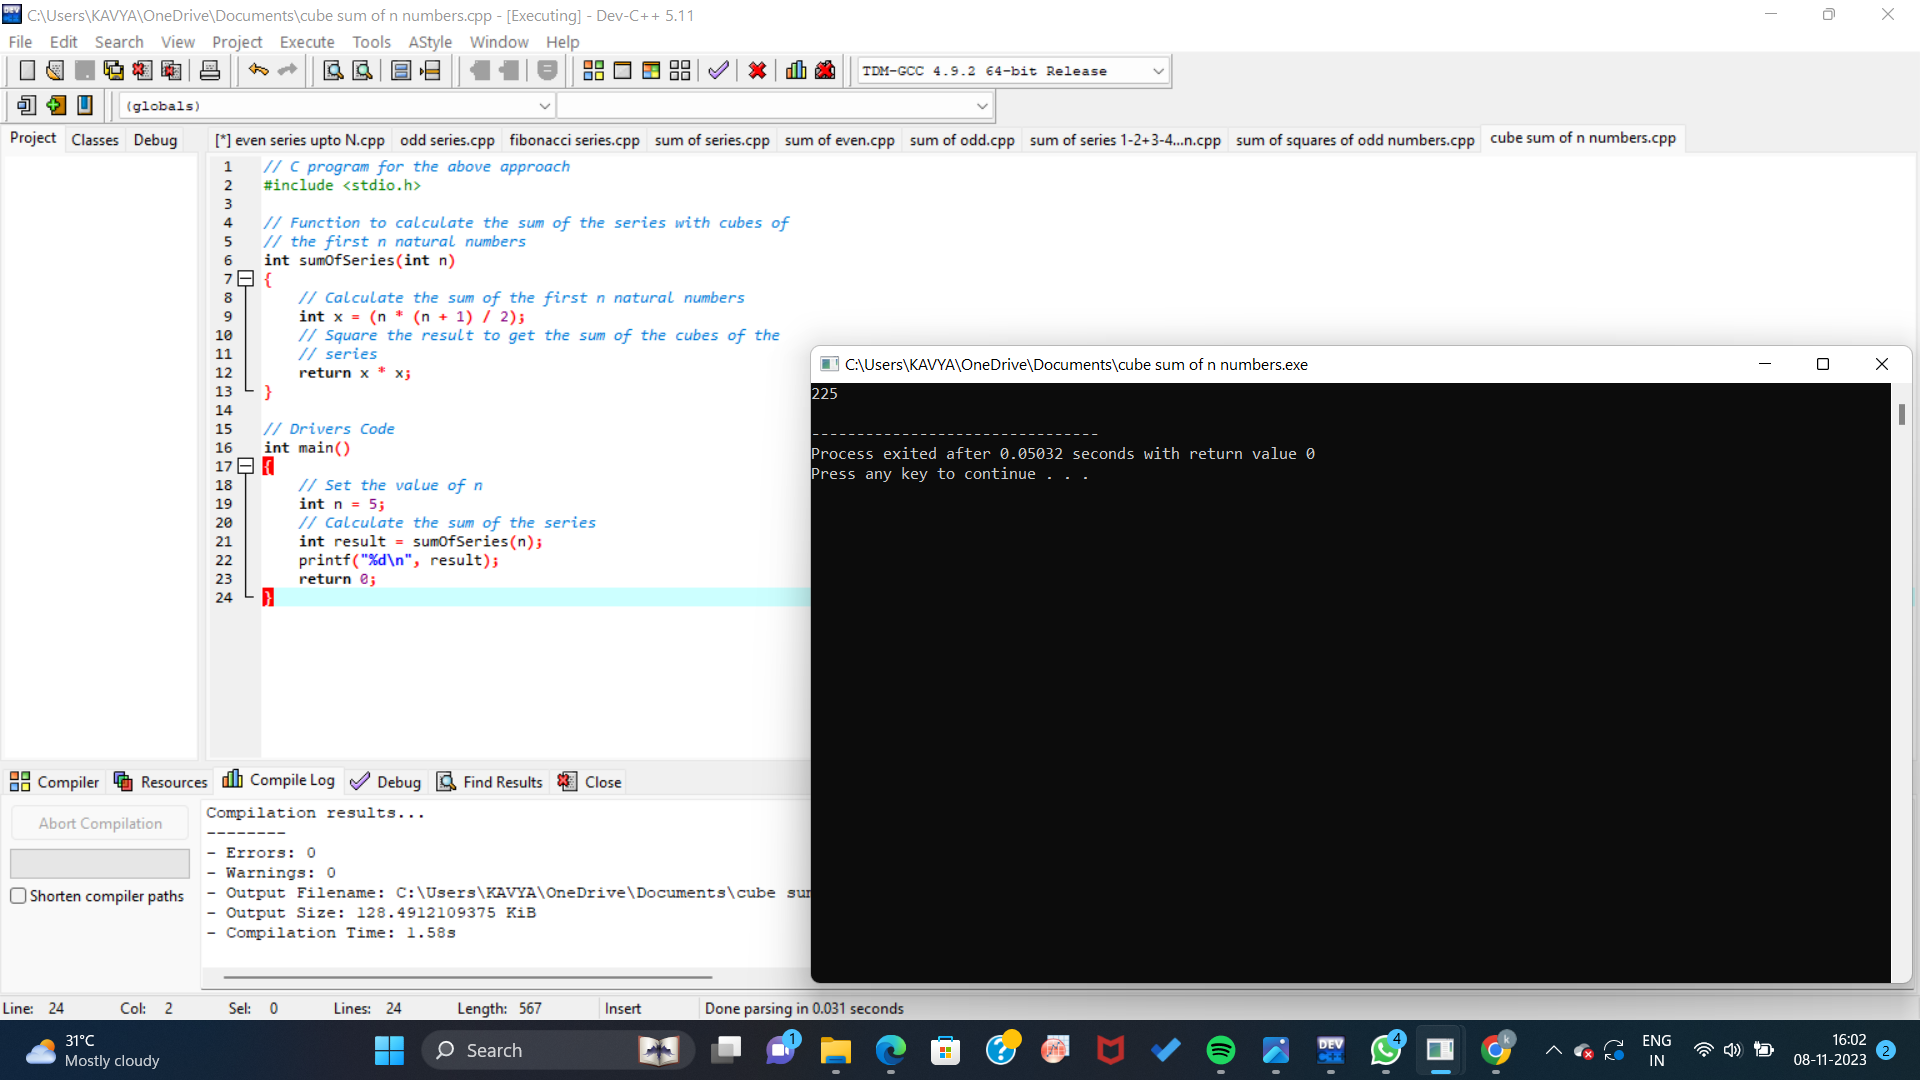 C:\Users\KAVYA\OneDrive\Documents\cube sum of n numbers.cpp - [Executing] - Dev-C++ 5.11
File Edit Search View Project Execute Tools AStyle Window Help
TDM-GCC 4.9.2 64-bit Release
(globals)
Project Classes Debug
[*] even series upto N.cpp odd series.cpp fibonacci series.cpp sum of series.cpp sum of even.cpp sum of odd.cpp sum of series 1-2+3-4...n.cpp sum of squares of odd numbers.cpp cube sum of n numbers.cpp
1 // C program for the above approach
2 #include <stdio.h>
3
4 // Function to calculate the sum of the series with cubes of
5 // the first n natural numbers
6 int sumOfSeries(int n)
7 {
8 // Calculate the sum of the first n natural numbers
9 int x = (n * (n + 1) / 2);
10 // Square the result to get the sum of the cubes of the
11 // series
12 return x * x;
13 }
14
15 // Drivers Code
16 int main()
17 {
18 // Set the value of n
19 int n = 5;
20 // Calculate the sum of the series
21 int result = sumOfSeries(n);
22 printf("%d\n", result);
23 return 0;
24 }
C:\Users\KAVYA\OneDrive\Documents\cube sum of n numbers.exe
225
--------------------------------
Process exited after 0.05032 seconds with return value 0
Press any key to continue . . .
Compiler Resources Compile Log Debug Find Results Close
Abort Compilation
Shorten compiler paths
Compilation results...
--------
- Errors: 0
- Warnings: 0
- Output Filename: C:\Users\KAVYA\OneDrive\Documents\cube sum
- Output Size: 128.4912109375 KiB
- Compilation Time: 1.58s
Line: 24 Col: 2 Sel: 0 Lines: 24 Length: 567 Insert Done parsing in 0.031 seconds
31°C
Mostly cloudy
Search
1
DEV
C++
4
k
ENG
IN
16:02
08-11-2023
2